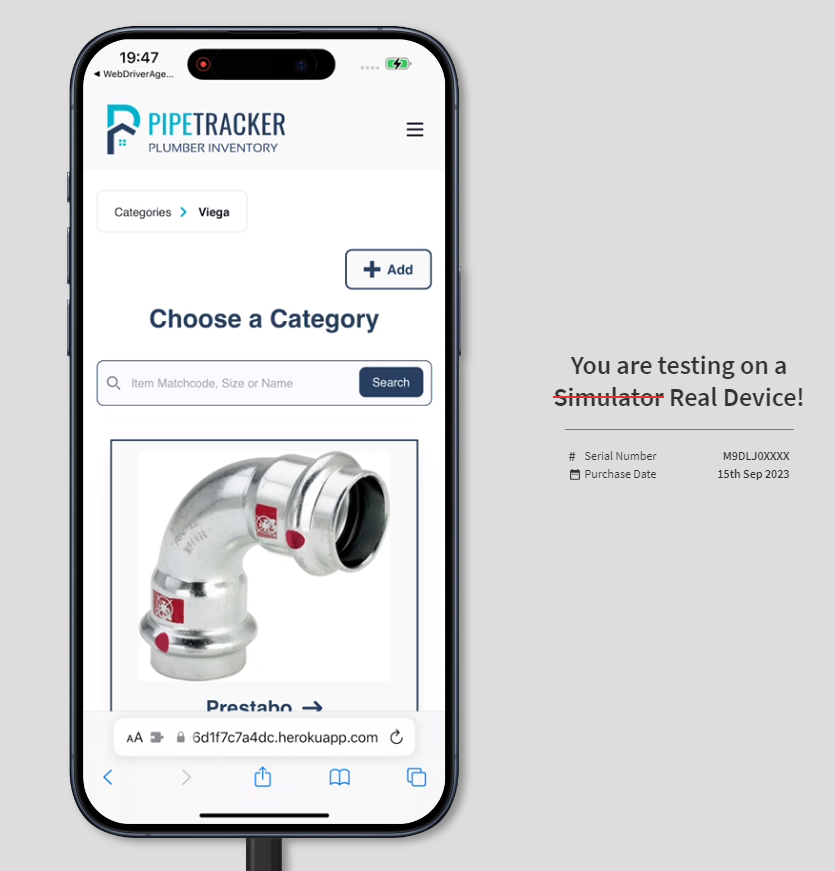 19:47
◀ WebDriverAge...
PIPETRACKER
PLUMBER INVENTORY
Categories > Viega
+ Add
Choose a Category
Item Matchcode, Size or Name
Search
Prestabo →
AA 6d1f7c7a4dc.herokuapp.com
You are testing on a
Simulator Real Device!
# Serial Number M9DLJ0XXXX
Purchase Date 15th Sep 2023